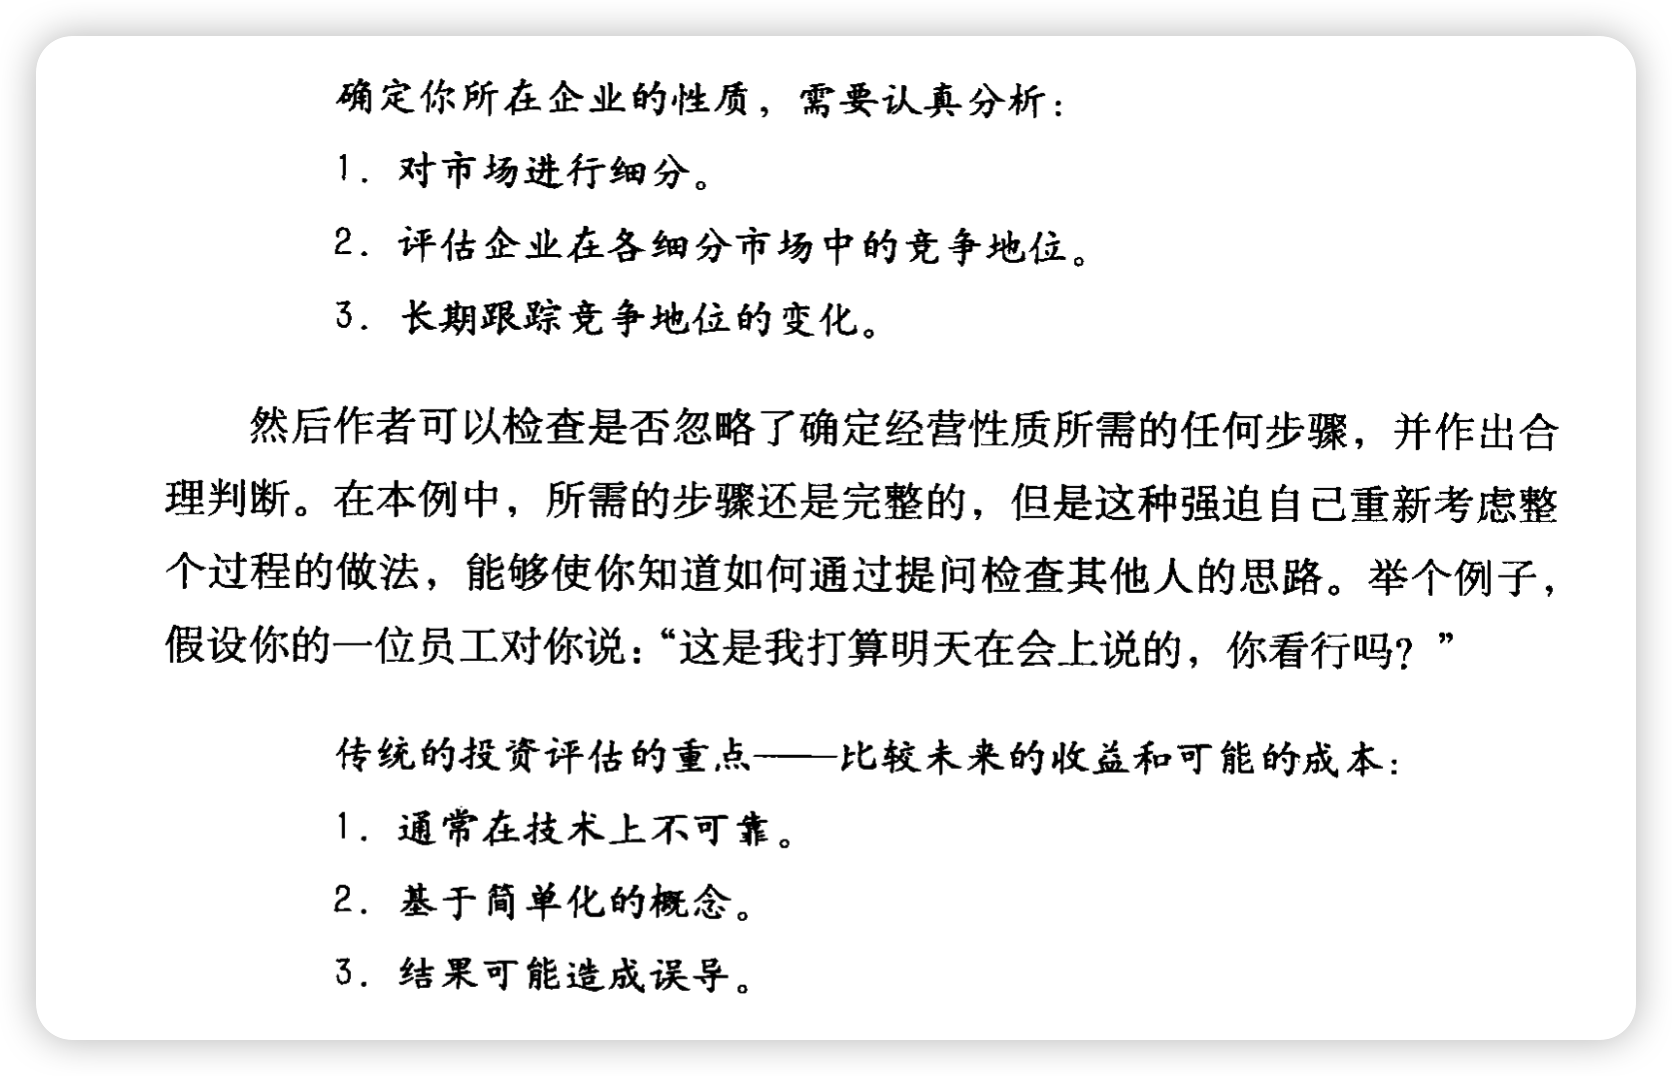 确定你所在企业的性质，需要认真分析：
1．对市场进行细分。
2．评估企业在各细分市场中的竞争地位。
3．长期跟踪竞争地位的变化。
然后作者可以检查是否忽略了确定经营性质所需的任何步骤，并作出合
理判断。在本例中，所需的步骤还是完整的，但是这种强迫自己重新考虑整
个过程的做法，能够使你知道如何通过提问检查其他人的思路。举个例子，
假设你的一位员工对你说：“这是我打算明天在会上说的，你看行吗？”
传统的投资评估的重点——比较未来的收益和可能的成本：
1．通常在技术上不可靠。
2．基于简单化的概念。
3．结果可能造成误导。